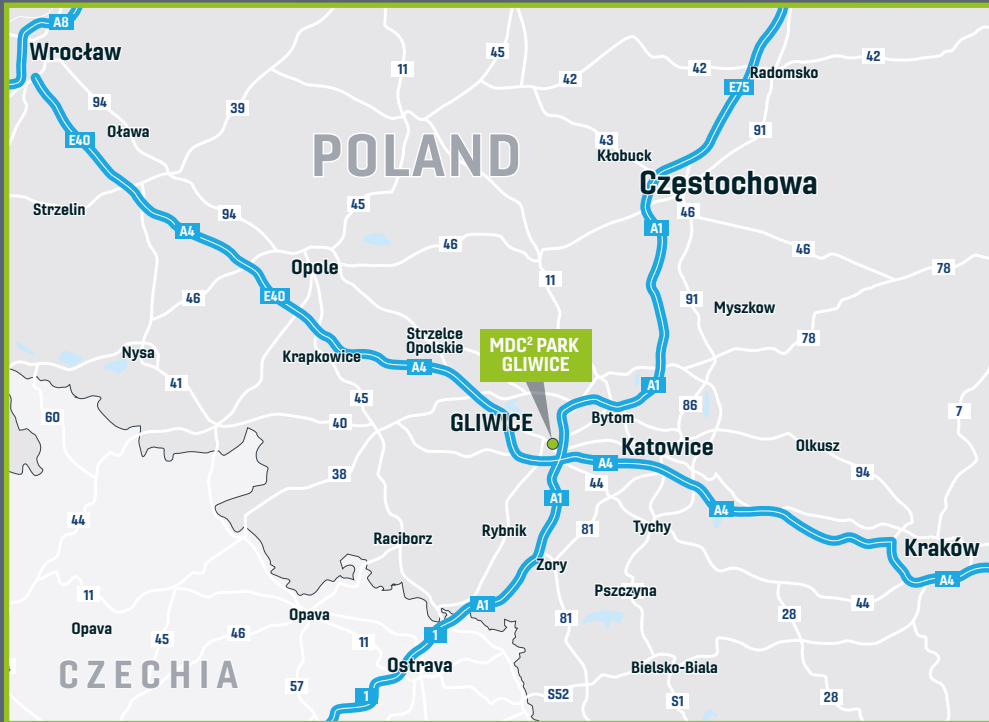 A8
Wrocław
45
11
42
42
42
Radomsko
E75
94
39
Oława
E40
POLAND
43
91
Kłobuck
Częstochowa
Strzelin
94
45
46
A4
A1
46
46
Opole
78
11
E40
46
91
Myszkow
Strzelce
Opolskie
MDC² PARK
GLIWICE
78
Nysa
Krapkowice
A4
41
A1
45
86
60
40
GLIWICE
Bytom
7
Katowice
Olkusz
A4
38
94
44
A1
A4
44
Rybnik
81
Tychy
Raciborz
Kraków
Zory
A4
11
Pszczyna
A1
44
Opava
28
81
Opava
45
46
1
11
Ostrava
Bielsko-Biala
CZECHIA
57
1
S52
S1
28